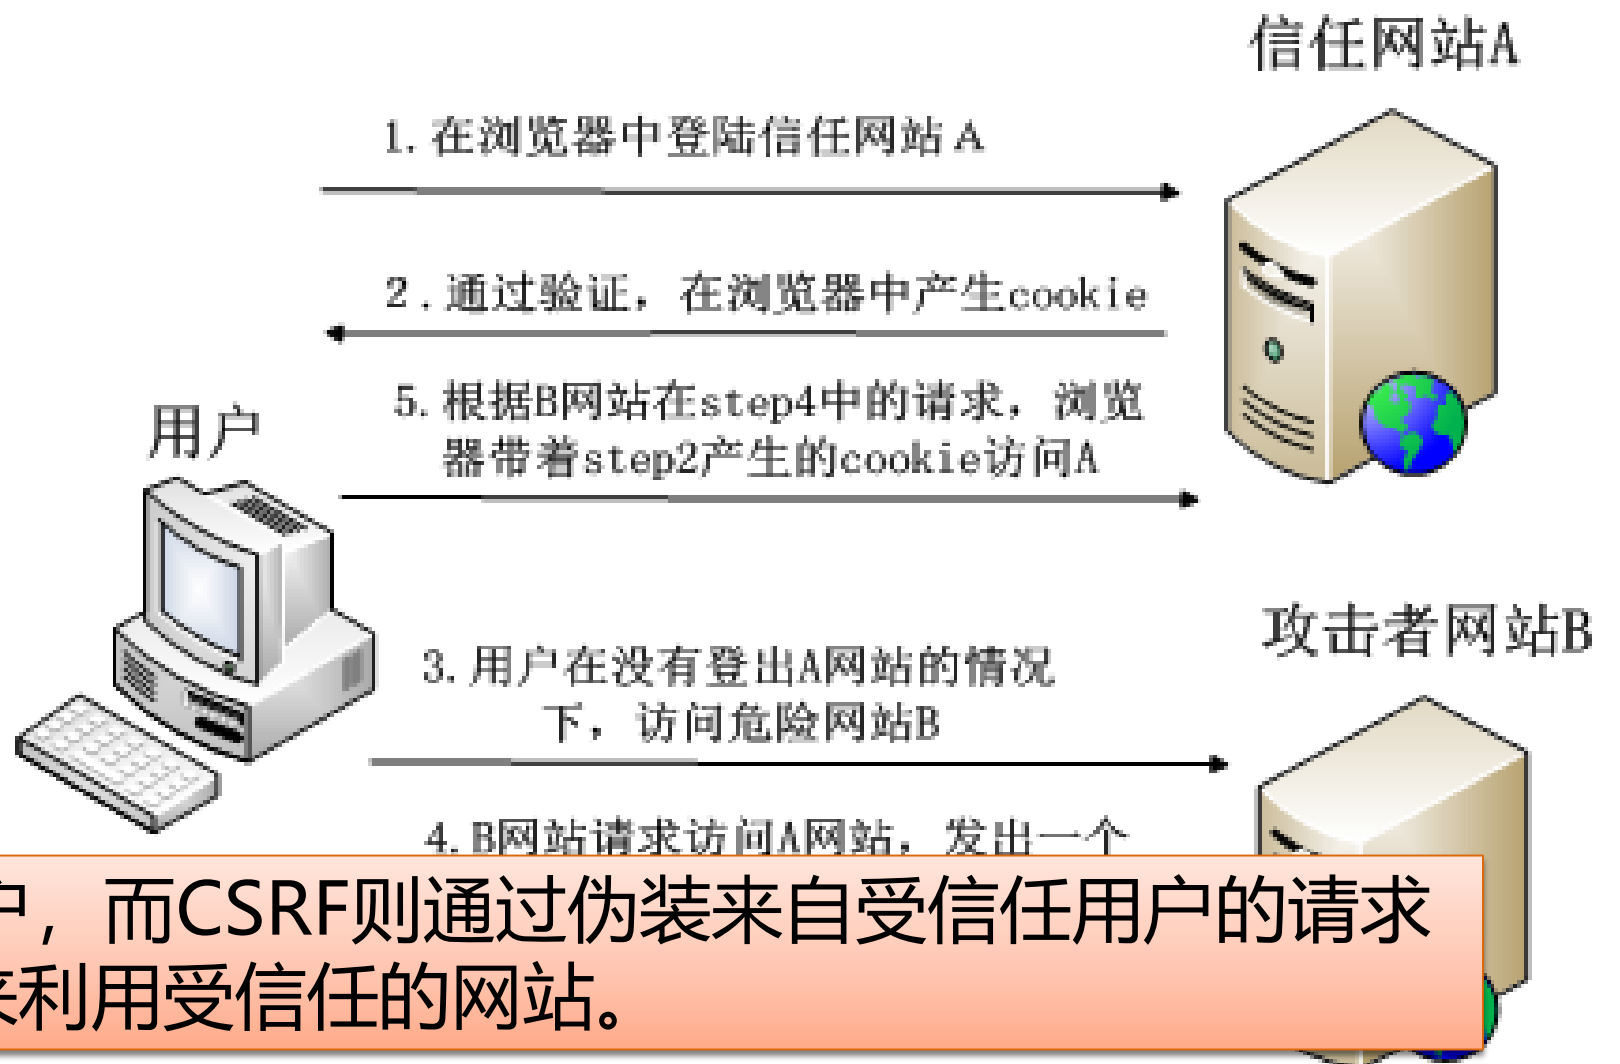 信任网站A
1.在浏览器中登陆信任网站A
2.通过验证，在浏览器中产生cookie
用户
5.根据B网站在step4中的请求，浏览
器带着step2产生的cookie访问A
攻击者网站B
3.用户在没有登出A网站的情况
下，访问危险网站B
4.B网站请求访问A网站，发出一个
户，而CSRF则通过伪装来自受信任用户的请求
来利用受信任的网站。